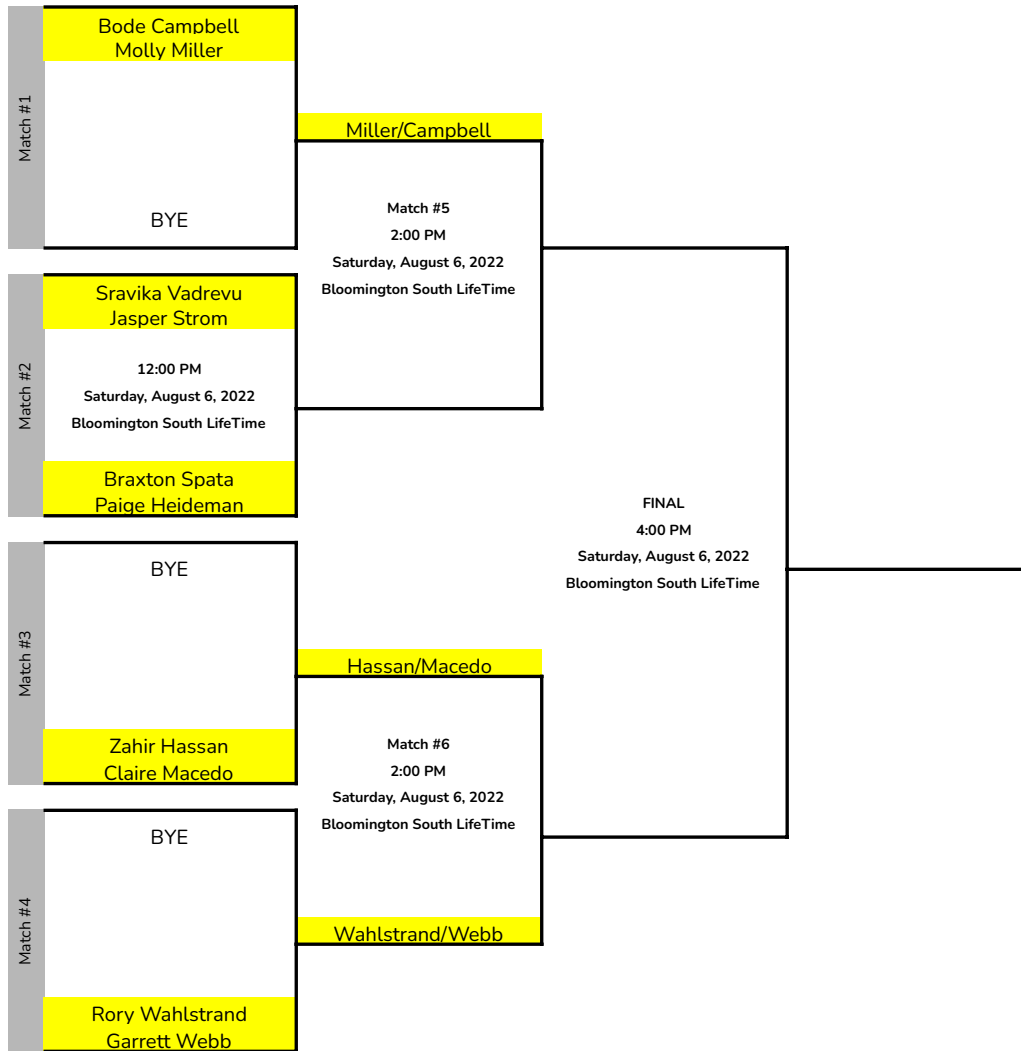 Match #1
Bode Campbell
Molly Miller
BYE
Miller/Campbell
Match #5
2:00 PM
Saturday, August 6, 2022
Bloomington South LifeTime
Match #2
Sravika Vadrevu
Jasper Strom
12:00 PM
Saturday, August 6, 2022
Bloomington South LifeTime
Braxton Spata
Paige Heideman
FINAL
4:00 PM
Saturday, August 6, 2022
Bloomington South LifeTime
Match #3
BYE
Zahir Hassan
Claire Macedo
Hassan/Macedo
Match #6
2:00 PM
Saturday, August 6, 2022
Bloomington South LifeTime
Wahlstrand/Webb
Match #4
BYE
Rory Wahlstrand
Garrett Webb